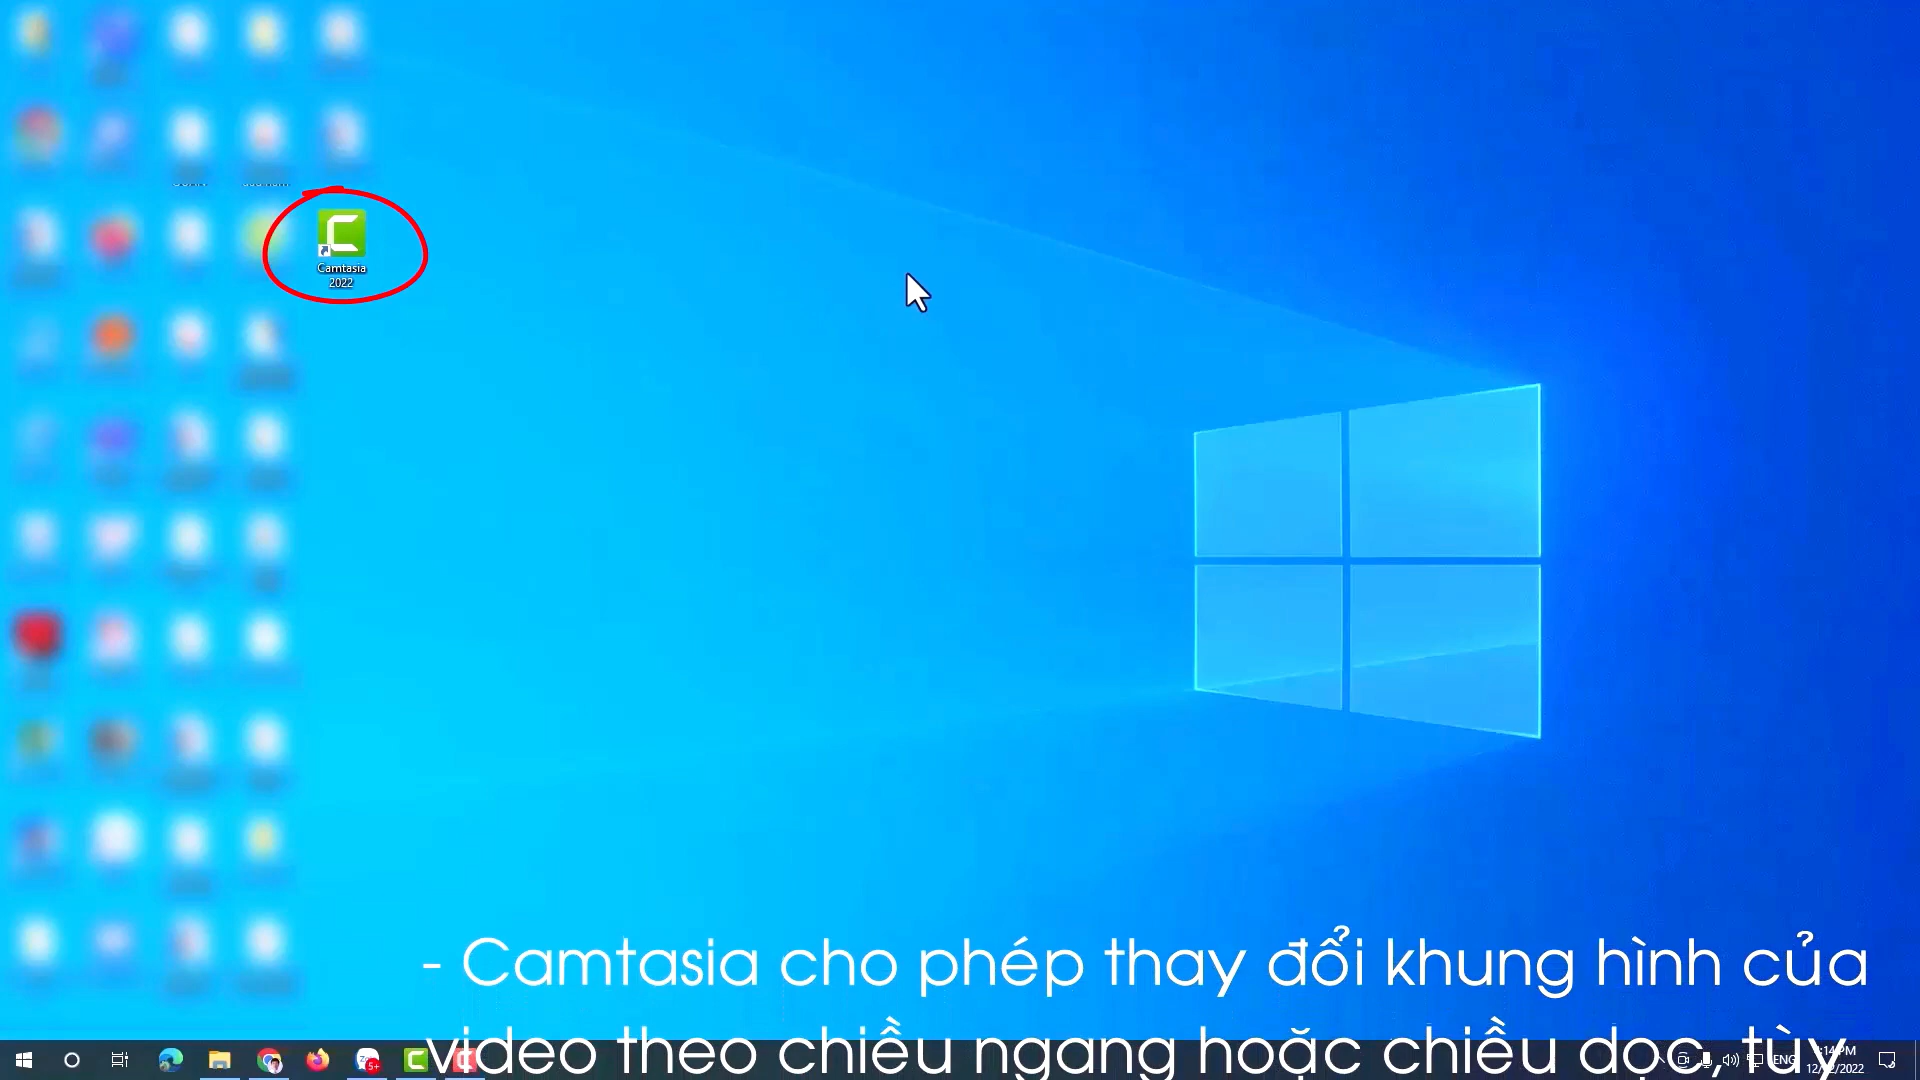 Camtasia
2022
- Camtasia cho phép thay đổi khung hình của
video theo chiều ngang hoặc chiều dọc, tùy
ENG